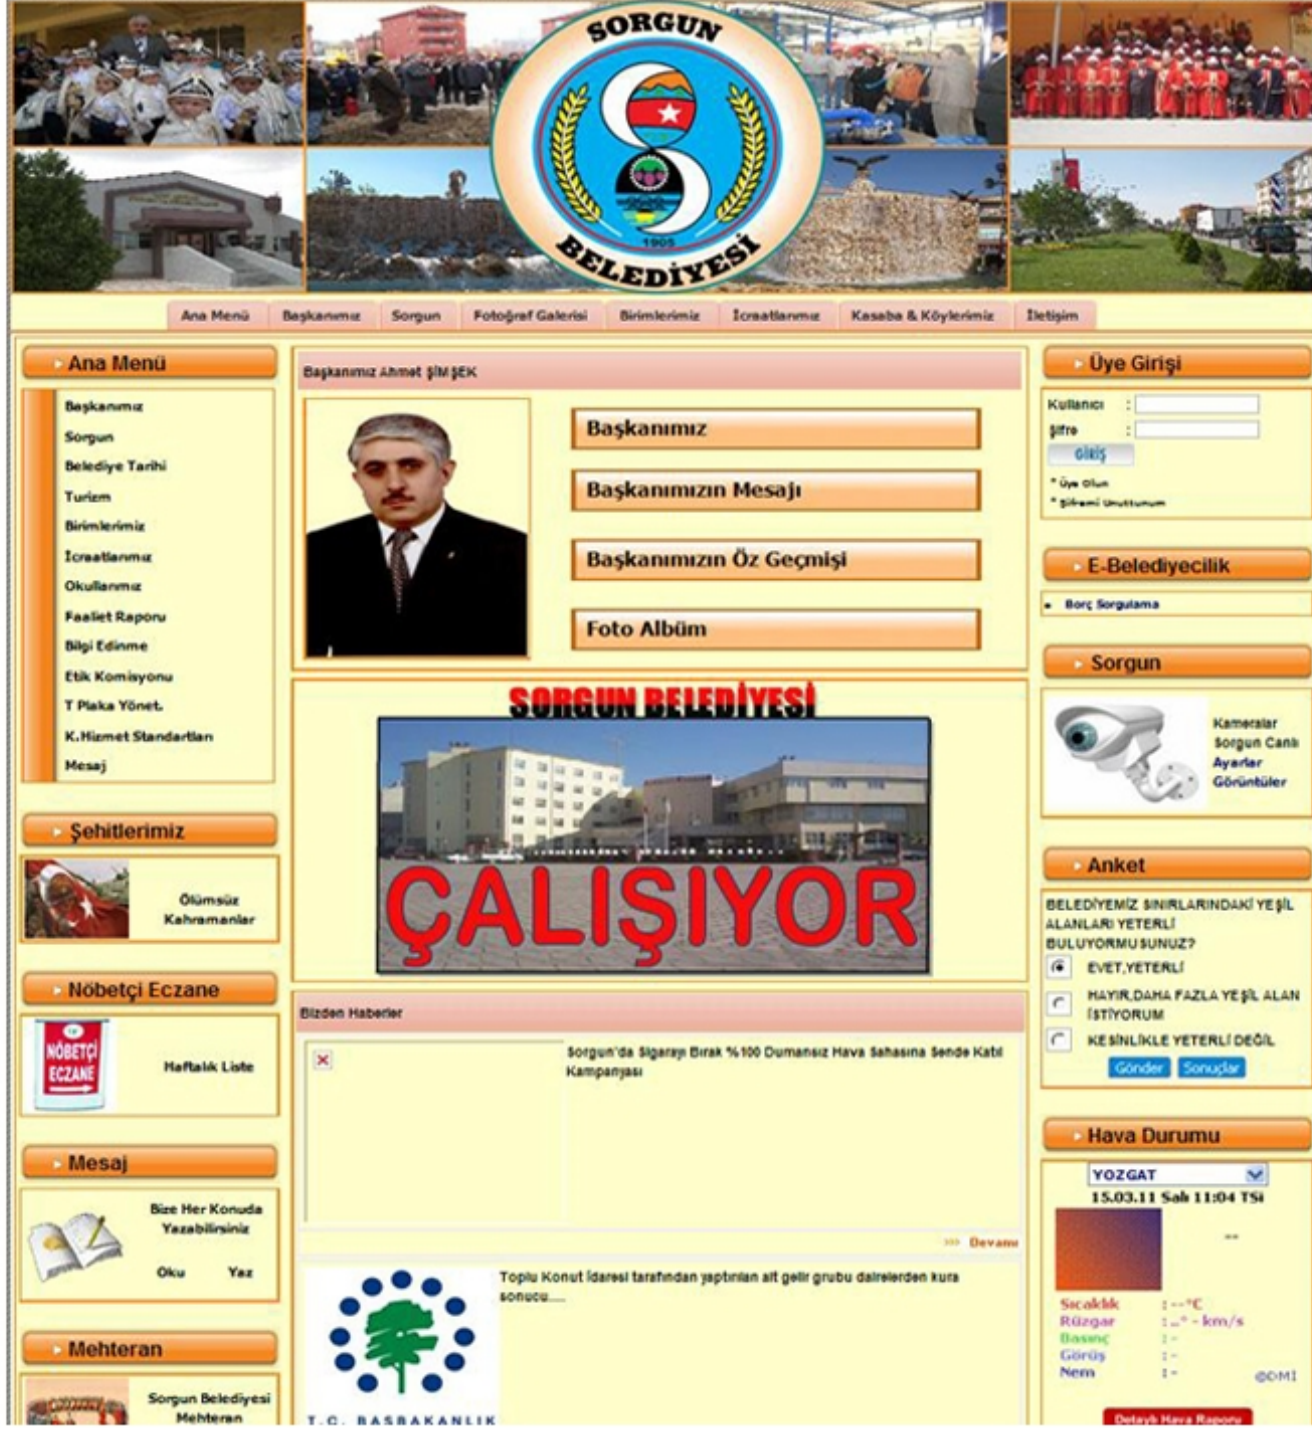 SORGUN
BELEDİYESİ
1905
Ana Menü
Başkanımız
Sorgun
Fotoğraf Galerisi
Birimlerimiz
İcraatlarımız
Kasaba & Köylerimiz
İletişim
Ana Menü
Başkanımız
Sorgun
Belediye Tarihi
Turizm
Birimlerimiz
İcraatlarımız
Okullarımız
Faaliet Raporu
Bilgi Edinme
Etik Komisyonu
T Plaka Yönet.
K.Hizmet Standartları
Mesaj
Şehitlerimiz
Ölümsüz
Kahramanlar
Nöbetçi Eczane
NÖBETÇİ
ECZANE
Haftalık Liste
Mesaj
Bize Her Konuda
Yazabilirsiniz
Oku Yaz
Mehteran
Sorgun Belediyesi
Mehteran
Başkanımız Ahmet ŞİMŞEK
Başkanımız
Başkanımızın Mesajı
Başkanımızın Öz Geçmişi
Foto Albüm
SORGUN BELEDİYESİ
ÇALIŞIYOR
Bizden Haberler
Sorgun'da Sigarayı Bırak %100 Dumansız Hava Sahasına Sende Katıl
Kampanyası
>>> Devamı
Toplu Konut İdaresi tarafından yaptırılan alt gelir grubu dairelerden kura
sonucu....
T.C. BAŞBAKANLIK
Üye Girişi
Kullanıcı :
Şifre :
GİRİŞ
* Üye Olun
* Şifremi Unuttunum
E-Belediyecilik
Borç Sorgulama
Sorgun
Kameralar
Sorgun Canlı
Ayarlar
Görüntüler
Anket
BELEDİYEMİZ SINIRLARINDAKİ YEŞİL
ALANLARI YETERLİ
BULUYORMUSUNUZ?
EVET,YETERLİ
HAYIR,DAHA FAZLA YEŞİL ALAN
İSTİYORUM
KESİNLİKLE YETERLİ DEĞİL
Gönder Sonuçlar
Hava Durumu
YOZGAT
15.03.11 Salı 11:04 TSİ
--
Sıcaklık : --°C
Rüzgar : ..° - km/s
Basınç : -
Görüş : -
Nem : -
@DMİ
Detaylı Hava Raporu